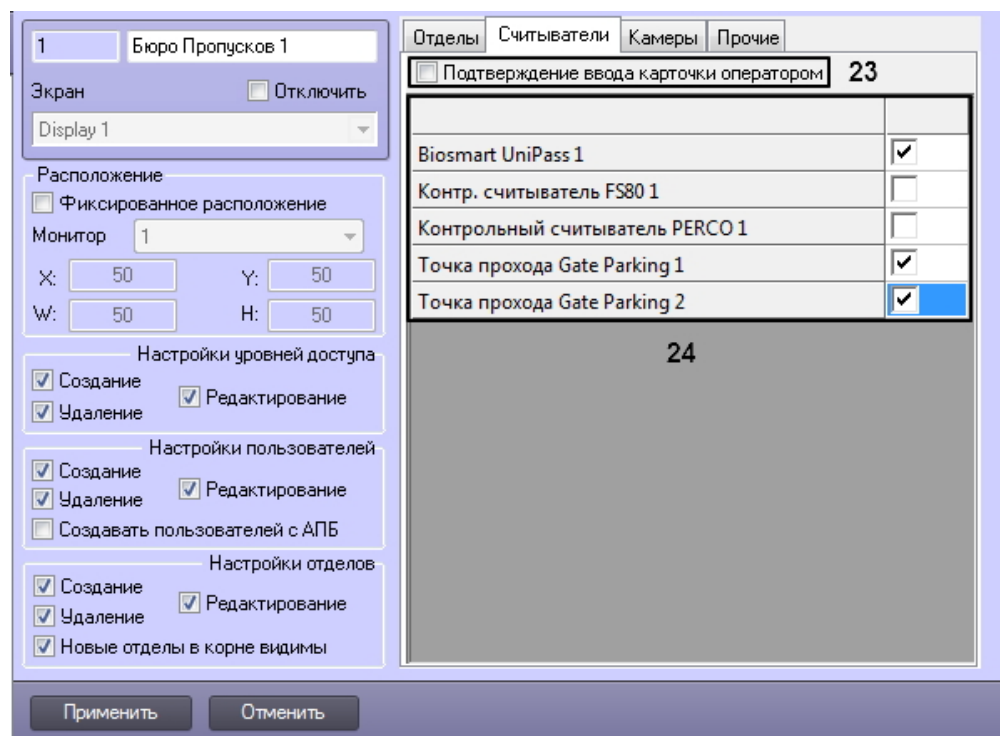 1 Бюро Пропусков 1
Экран Отключить
Display 1
Расположение
Фиксированное расположение
Монитор 1
X: 50 Y: 50
W: 50 H: 50
Настройки уровней доступа
Создание
Редактирование
Удаление
Настройки пользователей
Создание
Редактирование
Удаление
Создавать пользователей с АПБ
Настройки отделов
Создание
Редактирование
Удаление
Новые отделы в корне видимы
Отделы Считыватели Камеры Прочие
Подтверждение ввода карточки оператором 23
Biosmart UniPass 1
Контр. считыватель FS80 1
Контрольный считыватель PERCO 1
Точка прохода Gate Parking 1
Точка прохода Gate Parking 2
24
Применить Отменить